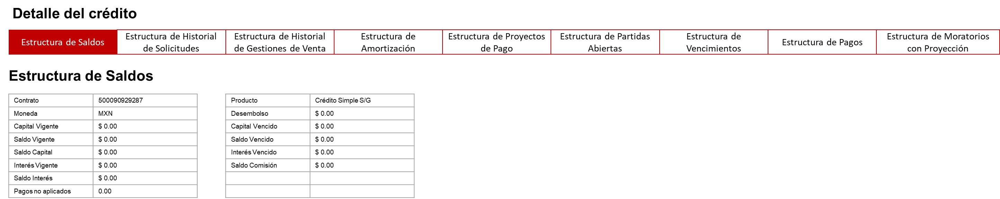 Detalle del crédito
Estructura de Saldos
Estructura de Historial
de Solicitudes
Estructura de Historial
de Gestiones de Venta
Estructura de
Amortización
Estructura de Proyectos
de Pago
Estructura de Partidas
Abiertas
Estructura de
Vencimientos
Estructura de Pagos
Estructura de Moratorios
con Proyección
Estructura de Saldos
Contrato 500090929287
Moneda MXN
Capital Vigente $ 0.00
Saldo Vigente $ 0.00
Saldo Capital $ 0.00
Interés Vigente $ 0.00
Saldo Interés $ 0.00
Pagos no aplicados 0.00
Producto Crédito Simple S/G
Desembolso $ 0.00
Capital Vencido $ 0.00
Saldo Vencido $ 0.00
Interés Vencido $ 0.00
Saldo Comisión $ 0.00